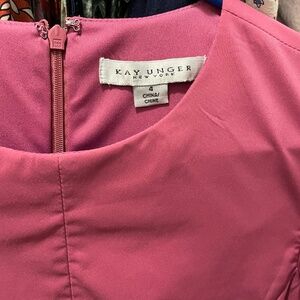 KAY UNGER
NEW YORK
4
CHINA/
CHINE